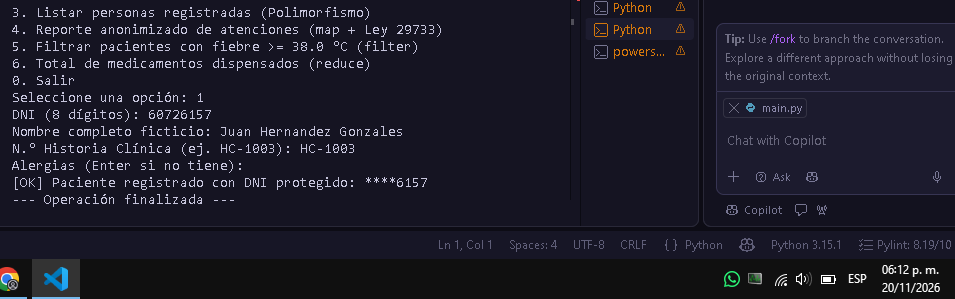 3. Listar personas registradas (Polimorfismo)
4. Reporte anonimizado de atenciones (map + Ley 29733)
5. Filtrar pacientes con fiebre >= 38.0 °C (filter)
6. Total de medicamentos dispensados (reduce)
0. Salir
Seleccione una opción: 1
DNI (8 dígitos): 60726157
Nombre completo ficticio: Juan Hernandez Gonzales
N.º Historia Clínica (ej. HC-1003): HC-1003
Alergias (Enter si no tiene):
[OK] Paciente registrado con DNI protegido: ****6157
--- Operación finalizada ---
Python
Python
powers...
Tip: Use /fork to branch the conversation.
Explore a different approach without losing
the original context.
main.py
Chat with Copilot
Ask
Copilot
Ln 1, Col 1 Spaces: 4 UTF-8 CRLF { } Python Python 3.15.1 Pylint: 8.19/10
ESP
06:12 p. m.
20/11/2026